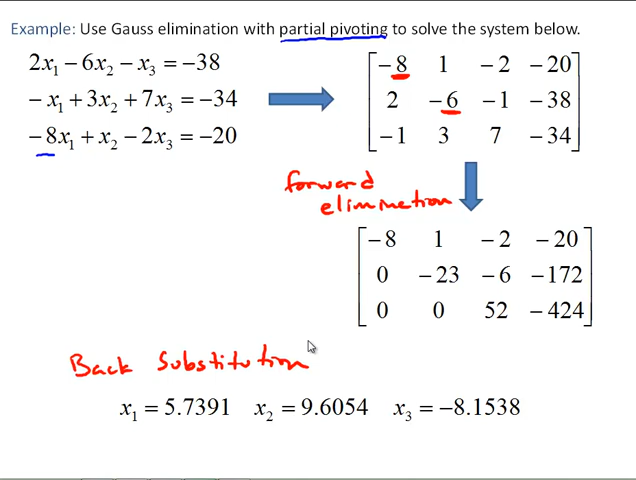 Example: Use Gauss elimination with partial pivoting to solve the system below.
2x₁ − 6x₂ − x₃ = −38
− x₁ + 3x₂ + 7x₃ = −34
−8x₁ + x₂ − 2x₃ = −20
−8 1 −2 −20
2 −6 −1 −38
−1 3 7 −34
forward
elimination
−8 1 −2 −20
0 −23 −6 −172
0 0 52 −424
Back Substitution
x₁ = 5.7391 x₂ = 9.6054 x₃ = −8.1538